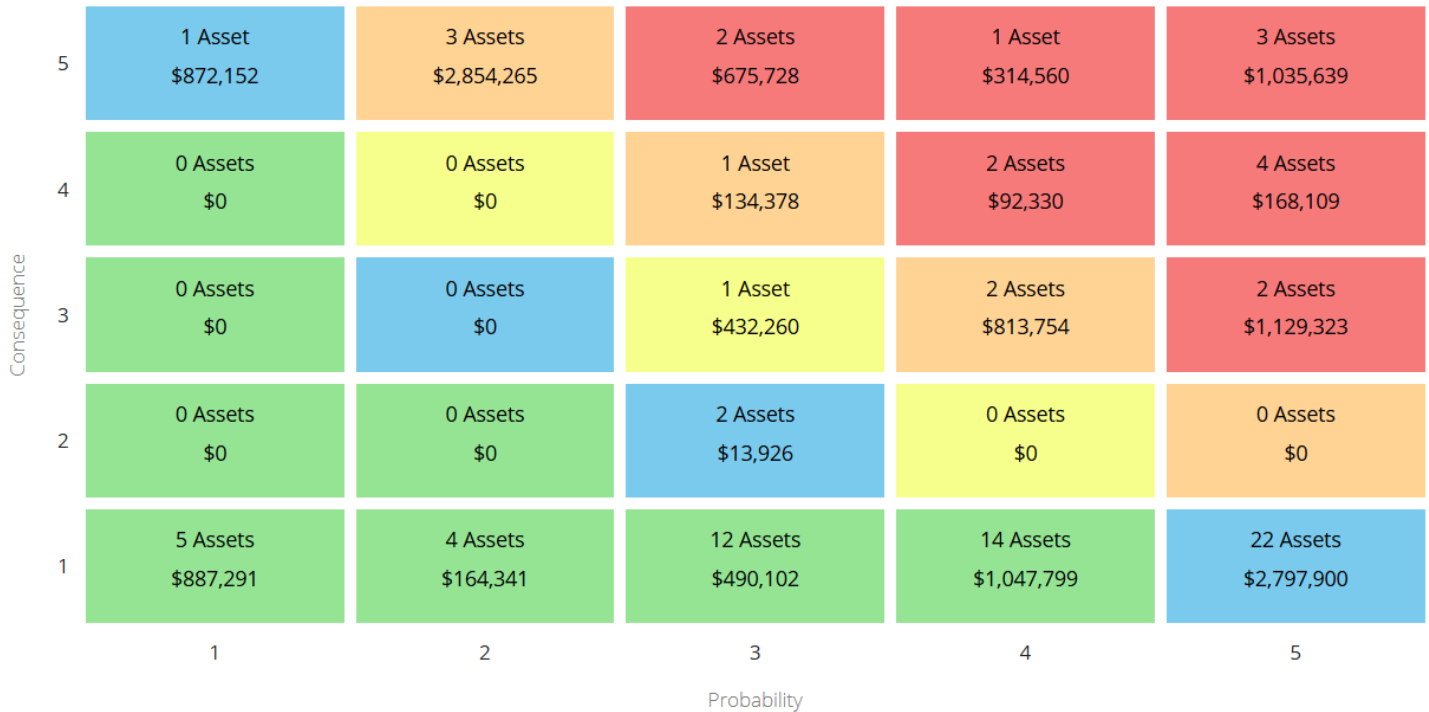 5
1 Asset
$872,152
3 Assets
$2,854,265
2 Assets
$675,728
1 Asset
$314,560
3 Assets
$1,035,639
4
0 Assets
$0
0 Assets
$0
1 Asset
$134,378
2 Assets
$92,330
4 Assets
$168,109
Consequence
3
0 Assets
$0
0 Assets
$0
1 Asset
$432,260
2 Assets
$813,754
2 Assets
$1,129,323
2
0 Assets
$0
0 Assets
$0
2 Assets
$13,926
0 Assets
$0
0 Assets
$0
1
5 Assets
$887,291
4 Assets
$164,341
12 Assets
$490,102
14 Assets
$1,047,799
22 Assets
$2,797,900
1
2
3
4
5
Probability